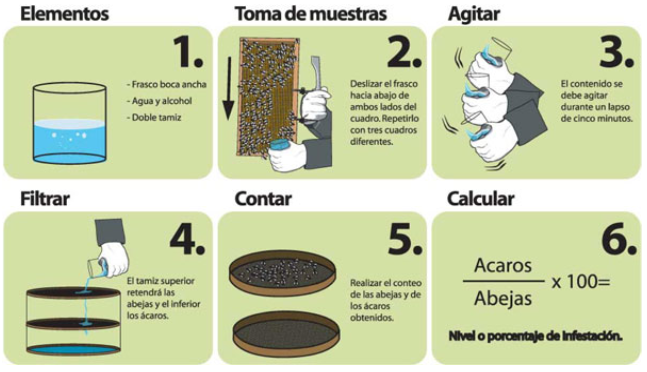 Elementos
1.
- Frasco boca ancha
- Agua y alcohol
- Doble tamiz
Toma de muestras
2.
Deslizar el frasco
hacia abajo de
ambos lados del
cuadro. Repetirlo
con tres cuadros
diferentes.
Agitar
3.
El contenido se
debe agitar
durante un lapso
de cinco minutos.
Filtrar
4.
El tamiz superior
retendrá las
abejas y el inferior
los ácaros.
Contar
5.
Realizar el conteo
de las abejas y de
los ácaros
obtenidos.
Calcular
6.
Acaros
Abejas
x 100=
Nivel o porcentaje de infestación.